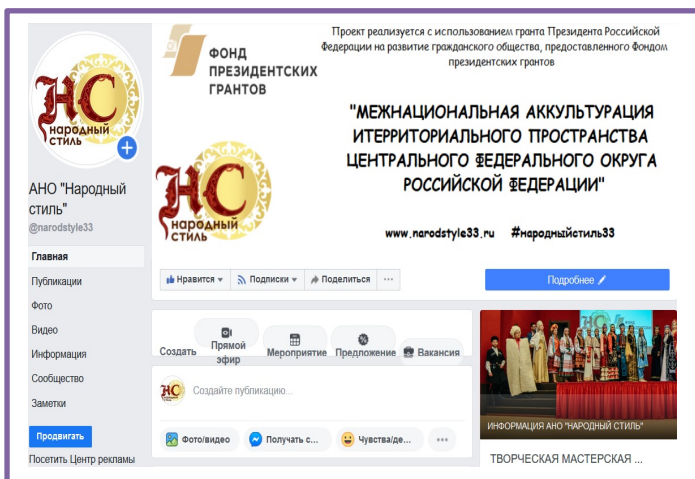 НС
народный
СТИЛЬ
АНО "Народный
стиль"
@narodstyle33
Главная
Публикации
Фото
Видео
Информация
Сообщество
Заметки
Продвигать
Посетить Центр рекламы
ФОНД
ПРЕЗИДЕНТСКИХ
ГРАНТОВ
НС
народный
СТИЛЬ
Проект реализуется с использованием гранта Президента Российской
Федерации на развитие гражданского общества, предоставленного Фондом
президентских грантов
"МЕЖНАЦИОНАЛЬНАЯ АККУЛЬТУРАЦИЯ
ИТЕРРИТОРИАЛЬНОГО ПРОСТРАНСТВА
ЦЕНТРАЛЬНОГО ФЕДЕРАЛЬНОГО ОКРУГА
РОССИЙСКОЙ ФЕДЕРАЦИИ"
www.narodstyle33.ru #народныйстиль33
Нравится Подписки Поделиться ...
Подробнее
Создать Прямой эфир Мероприятие Предложение Вакансия
НС
Создайте публикацию...
Фото/видео Получать с... Чувства/де... ...
ИНФОРМАЦИЯ АНО "НАРОДНЫЙ СТИЛЬ"
ТВОРЧЕСКАЯ МАСТЕРСКАЯ ...